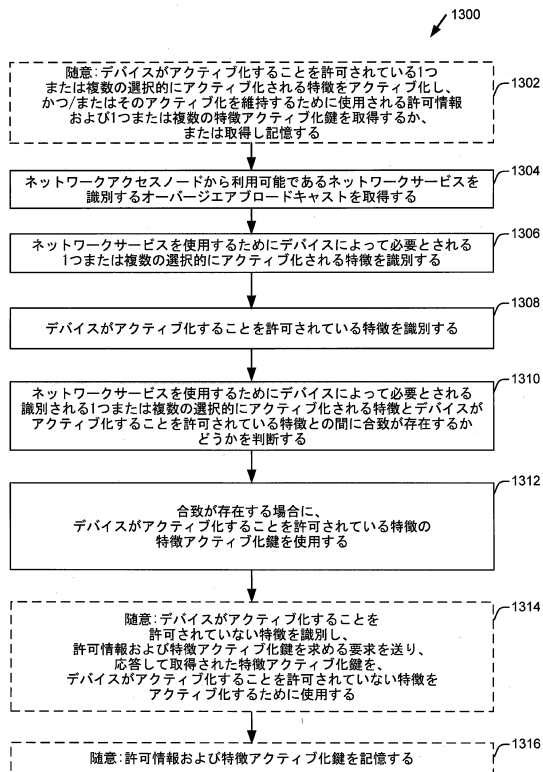 1300
随意:デバイスがアクティブ化することを許可されている1つ
または複数の選択的にアクティブ化される特徴をアクティブ化し、
かつ/またはそのアクティブ化を維持するために使用される許可情報
および1つまたは複数の特徴アクティブ化鍵を取得するか、
または取得し記憶する
1302
ネットワークアクセスノードから利用可能であるネットワークサービスを
識別するオーバージエアブロードキャストを取得する
1304
ネットワークサービスを使用するためにデバイスによって必要とされる
1つまたは複数の選択的にアクティブ化される特徴を識別する
1306
デバイスがアクティブ化することを許可されている特徴を識別する
1308
ネットワークサービスを使用するためにデバイスによって必要とされる
識別される1つまたは複数の選択的にアクティブ化される特徴とデバイスが
アクティブ化することを許可されている特徴との間に合致が存在するか
どうかを判断する
1310
合致が存在する場合に、
デバイスがアクティブ化することを許可されている特徴の
特徴アクティブ化鍵を使用する
1312
随意:デバイスがアクティブ化することを
許可されていない特徴を識別し、
許可情報および特徴アクティブ化鍵を求める要求を送り、
応答して取得された特徴アクティブ化鍵を、
デバイスがアクティブ化することを許可されていない特徴を
アクティブ化するために使用する
1314
随意:許可情報および特徴アクティブ化鍵を記憶する
1316